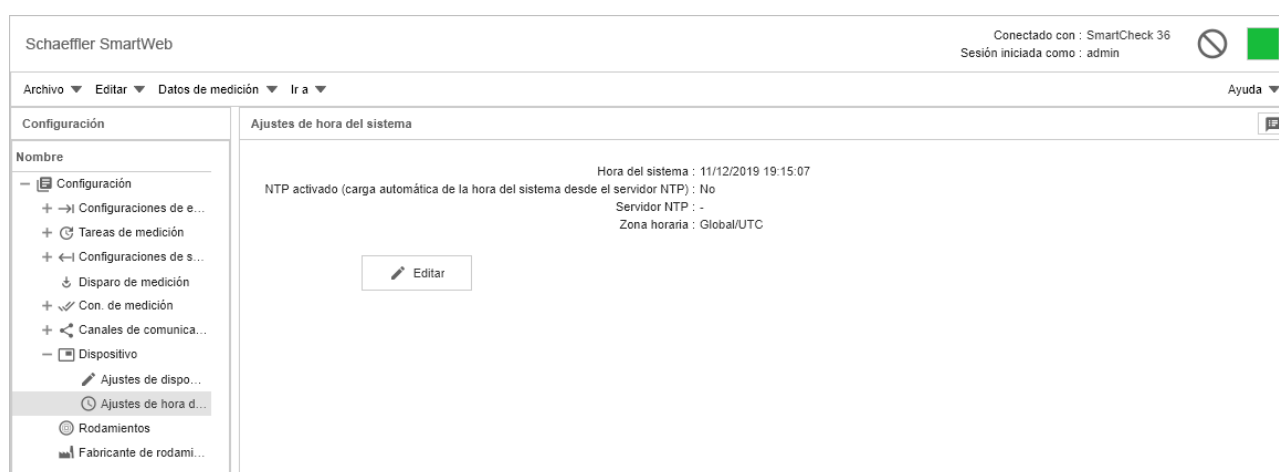 Schaeffler SmartWeb
Conectado con : SmartCheck 36
Sesión iniciada como : admin
Archivo Editar Datos de medición Ir a Ayuda
Configuración
Nombre
Configuración
Configuraciones de e...
Tareas de medición
Configuraciones de s...
Disparo de medición
Con. de medición
Canales de comunica...
Dispositivo
Ajustes de dispo...
Ajustes de hora d...
Rodamientos
Fabricante de rodami...
Ajustes de hora del sistema
Hora del sistema : 11/12/2019 19:15:07
NTP activado (carga automática de la hora del sistema desde el servidor NTP) : No
Servidor NTP : -
Zona horaria : Global/UTC
Editar